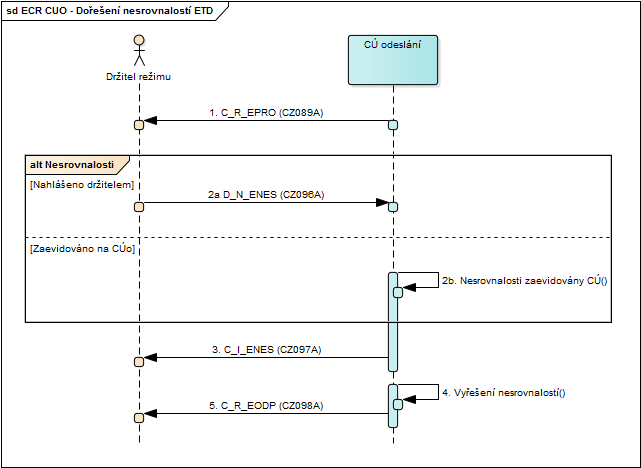 sd ECR CUO - Dořešení nesrovnalostí ETD
Držitel režimu
CÚ odeslání
1. C_R_EPRO (CZ089A)
alt Nesrovnalosti
[Nahlášeno držitelem]
2a D_N_ENES (CZ096A)
[Zaevidováno na CÚo]
2b. Nesrovnalosti zaevidovány CÚ()
3. C_I_ENES (CZ097A)
4. Vyřešení nesrovnalostí()
5. C_R_EODP (CZ098A)